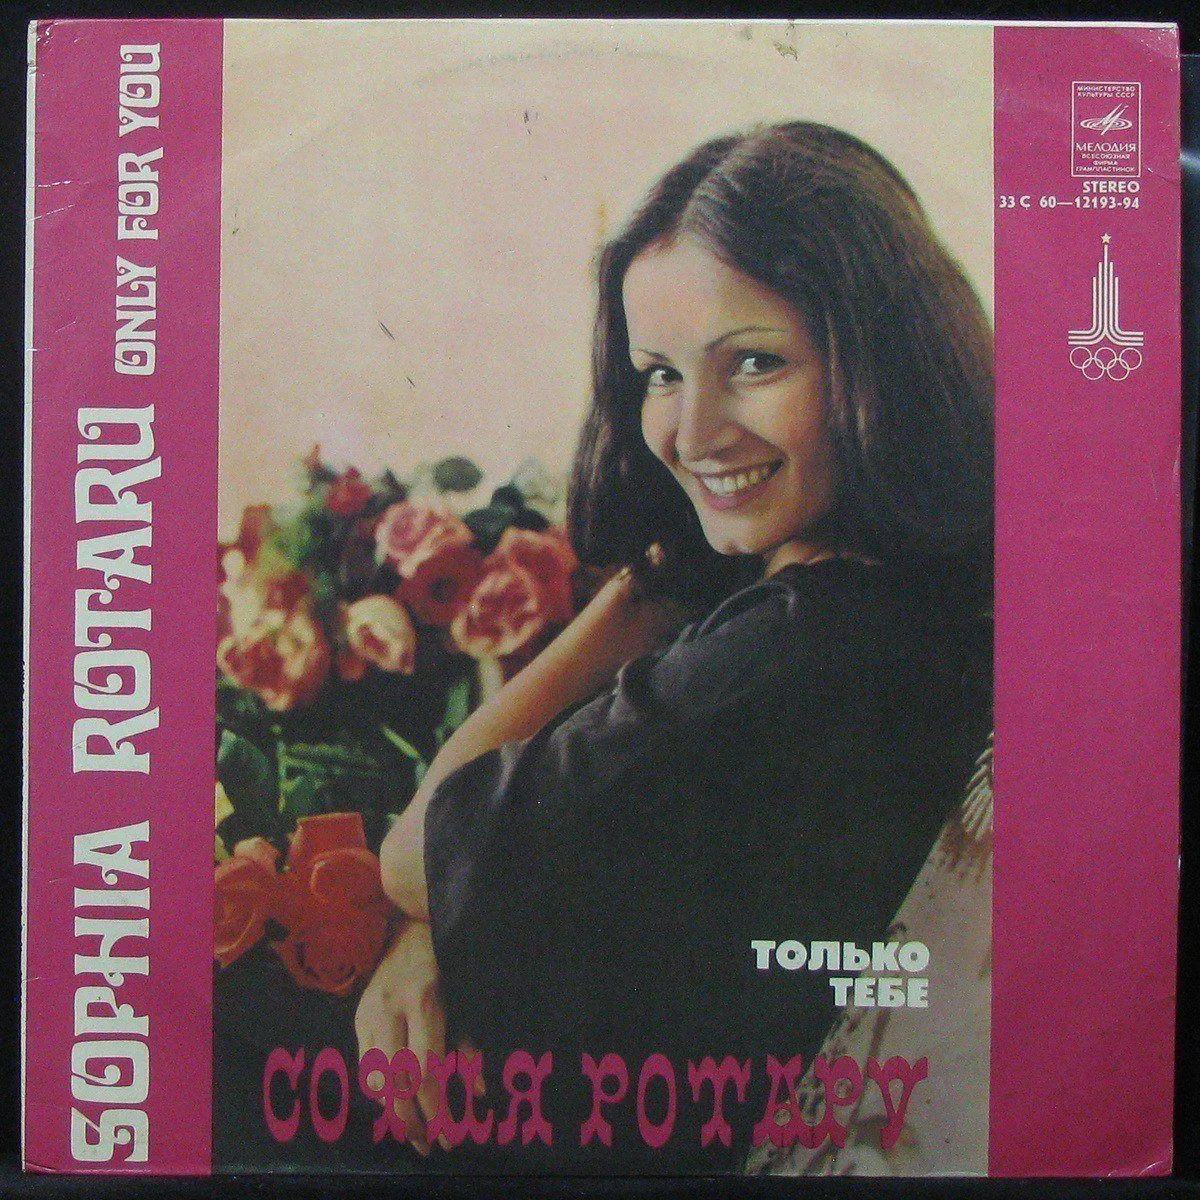 SOPHIA ROTARU ONLY FOR YOU
МИНИСТЕРСТВО
КУЛЬТУРЫ СССР
МЕЛОДИЯ
ВСЕСОЮЗНАЯ
ФИРМА
ГРАМПЛАСТИНОК
STEREO
33 С 60—12193-94
ТОЛЬКО
ТЕБЕ
СОФИЯ РОТАРУ